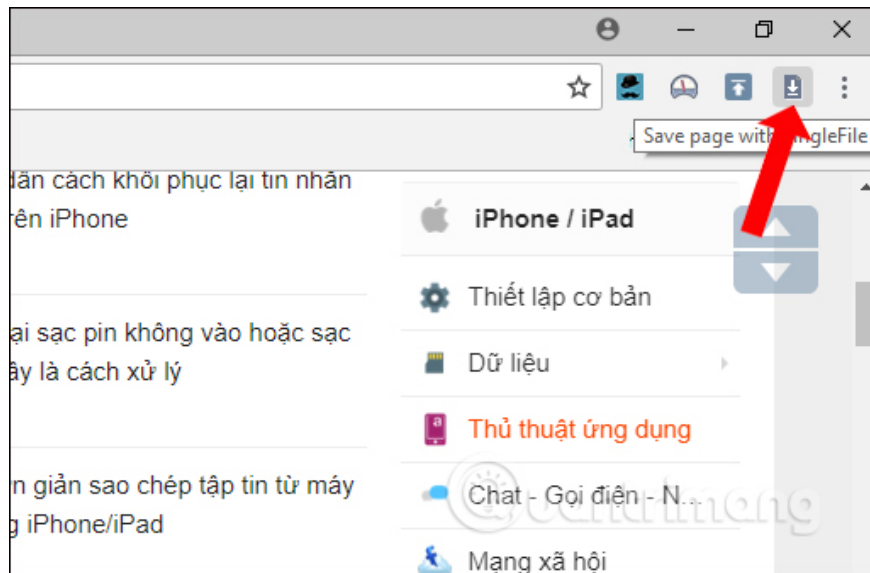 Save page with SingleFile
dẫn cách khôi phục lại tin nhắn
trên iPhone
iPhone / iPad
Thiết lập cơ bản
ại sạc pin không vào hoặc sạc
ây là cách xử lý
Dữ liệu
Thủ thuật ứng dụng
n giản sao chép tập tin từ máy
g iPhone/iPad
Chat - Gọi điện - N...
Quantrimang
Mạng xã hội